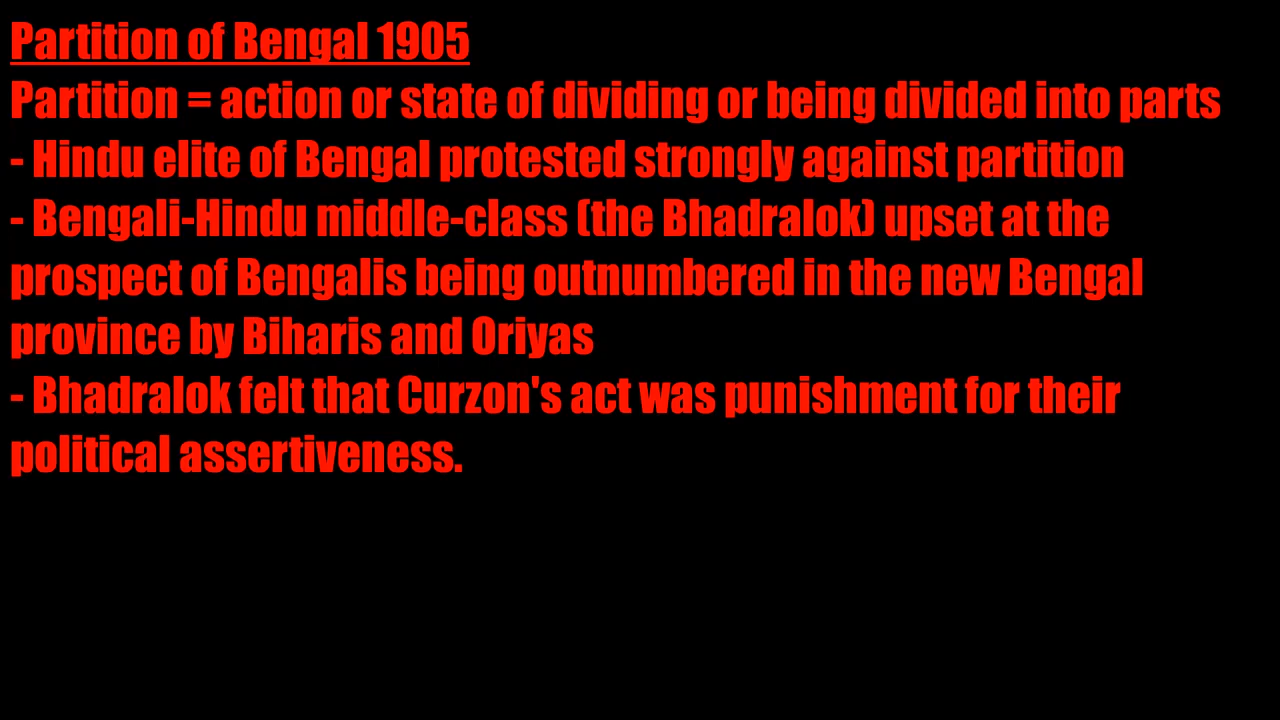 Partition of Bengal 1905
Partition = action or state of dividing or being divided into parts
- Hindu elite of Bengal protested strongly against partition
- Bengali-Hindu middle-class (the Bhadralok) upset at the
prospect of Bengalis being outnumbered in the new Bengal
province by Biharis and Oriyas
- Bhadralok felt that Curzon's act was punishment for their
political assertiveness.